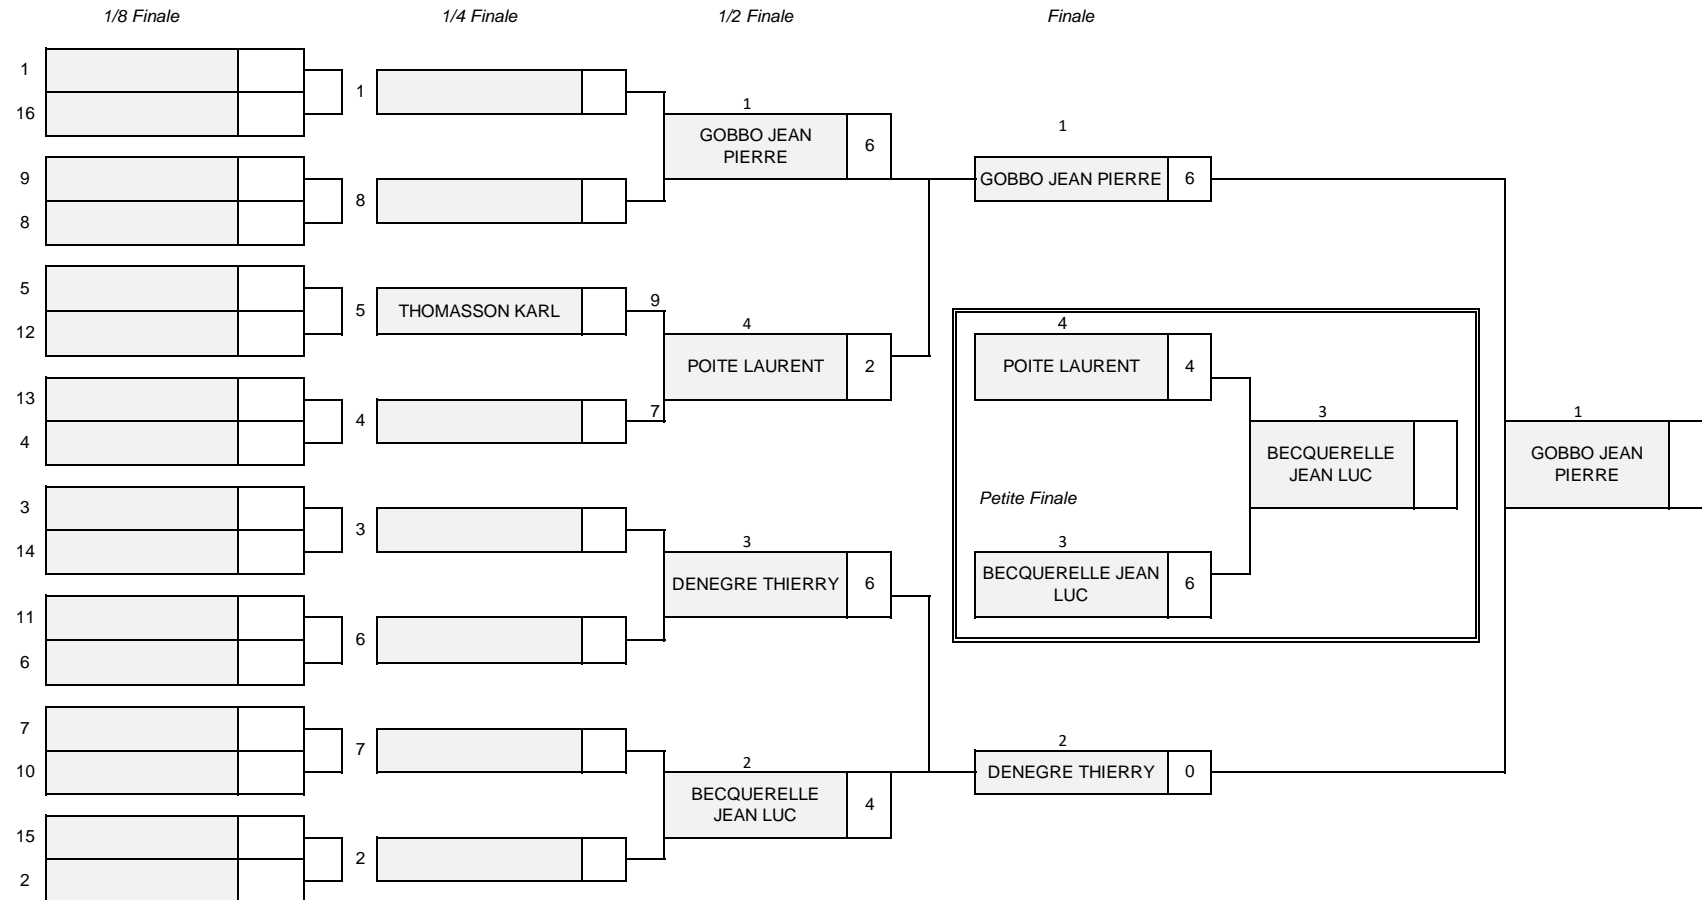 1/8 Finale
1/4 Finale
1/2 Finale
Finale
1
16
9
8
5
12
13
4
3
14
11
6
7
10
15
2
1
8
5
THOMASSON KARL
9
4
7
3
6
7
2
1
GOBBO JEAN
PIERRE
6
4
POITE LAURENT
2
3
DENEGRE THIERRY
6
2
BECQUERELLE
JEAN LUC
4
1
GOBBO JEAN PIERRE
6
4
POITE LAURENT
4
Petite Finale
3
BECQUERELLE JEAN
LUC
6
3
BECQUERELLE
JEAN LUC
2
DENEGRE THIERRY
0
1
GOBBO JEAN
PIERRE